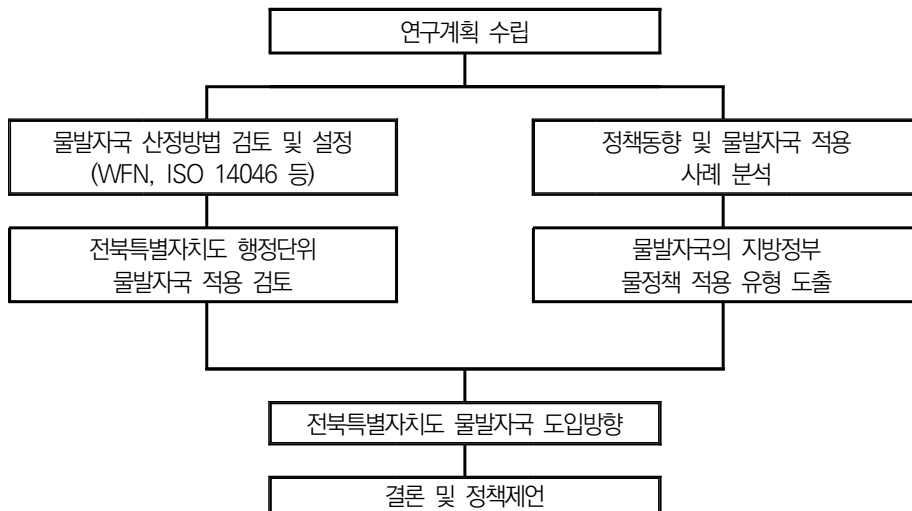 연구계획 수립
물발자국 산정방법 검토 및 설정
(WFN, ISO 14046 등)
정책동향 및 물발자국 적용
사례 분석
전북특별자치도 행정단위
물발자국 적용 검토
물발자국의 지방정부
물정책 적용 유형 도출
전북특별자치도 물발자국 도입방향
결론 및 정책제언